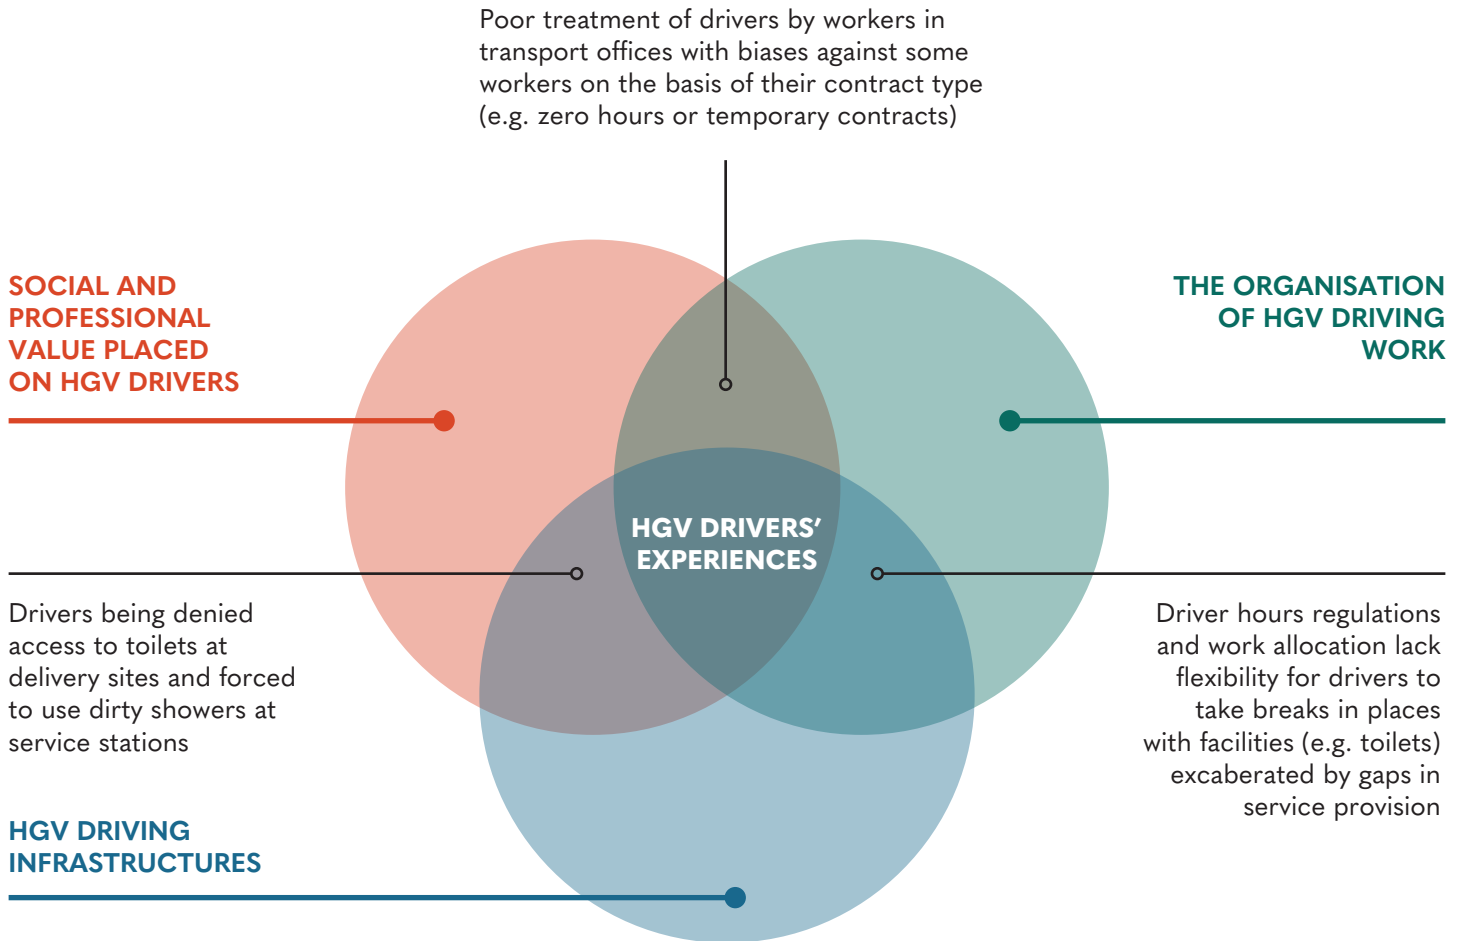 Poor treatment of drivers by workers in
transport offices with biases against some
workers on the basis of their contract type
(e.g. zero hours or temporary contracts)
SOCIAL AND
PROFESSIONAL
VALUE PLACED
ON HGV DRIVERS
THE ORGANISATION
OF HGV DRIVING
WORK
HGV DRIVERS’
EXPERIENCES
Drivers being denied
access to toilets at
delivery sites and forced
to use dirty showers at
service stations
Driver hours regulations
and work allocation lack
flexibility for drivers to
take breaks in places
with facilities (e.g. toilets)
excaberated by gaps in
service provision
HGV DRIVING
INFRASTRUCTURES